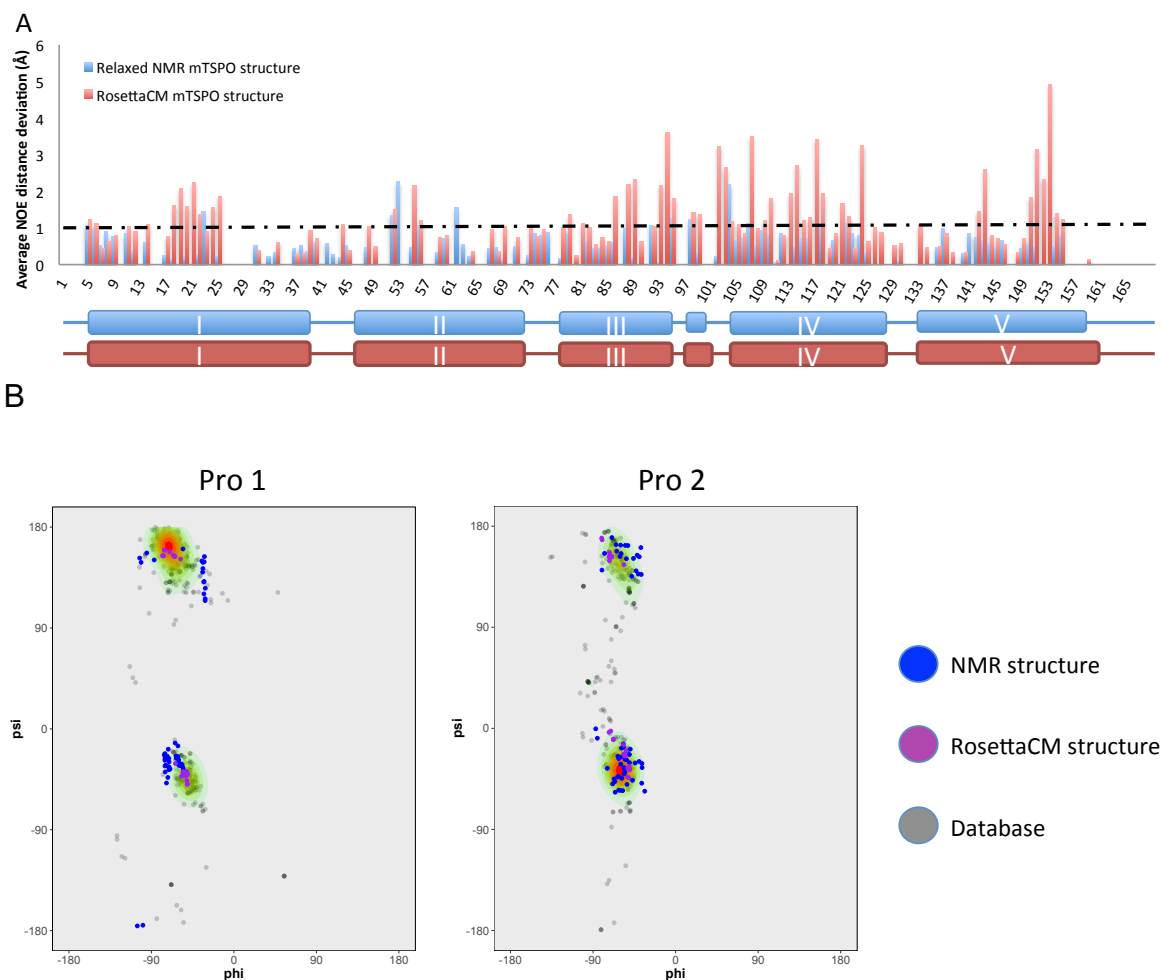 A
Average NOE distance deviation (Å)
6
5
4
3
2
1
0
Relaxed NMR mTSPO structure
RosettaCM mTSPO structure
1 5 9 13 17 21 25 29 33 37 41 45 49 53 57 61 65 69 73 77 81 85 89 93 97 101 105 109 113 117 121 125 129 133 137 141 145 149 153 157 161 165
I II III IV V
I II III IV V
B
Pro 1
180
90
0
-90
-180
psi
-180 -90 0 90 180
phi
Pro 2
180
90
0
-90
-180
psi
-180 -90 0 90 180
phi
NMR structure
RosettaCM structure
Database